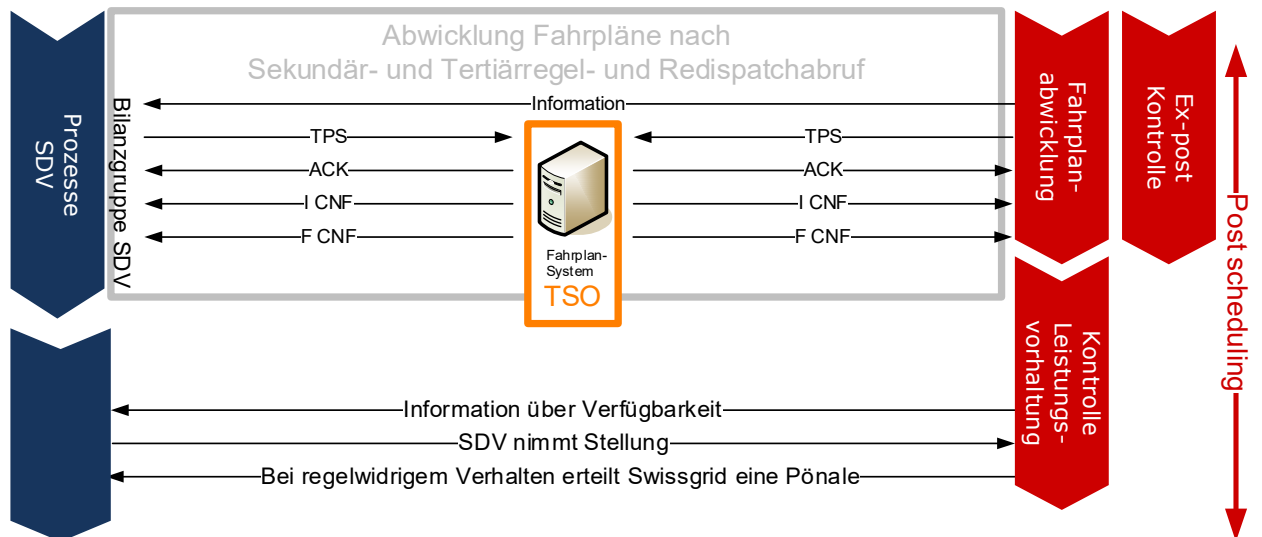 Abwicklung Fahrpläne nach
Sekundär- und Tertiärregel- und Redispatchabruf
Prozesse
SDV
Bilanzgruppe SDV
Information
TPS
TPS
ACK
ACK
I CNF
I CNF
F CNF
F CNF
Fahrplan-
System
TSO
Fahrplan-
abwicklung
Ex-post
Kontrolle
Post scheduling
Kontrolle
Leistungs-
vorhaltung
Information über Verfügbarkeit
SDV nimmt Stellung
Bei regelwidrigem Verhalten erteilt Swissgrid eine Pönale